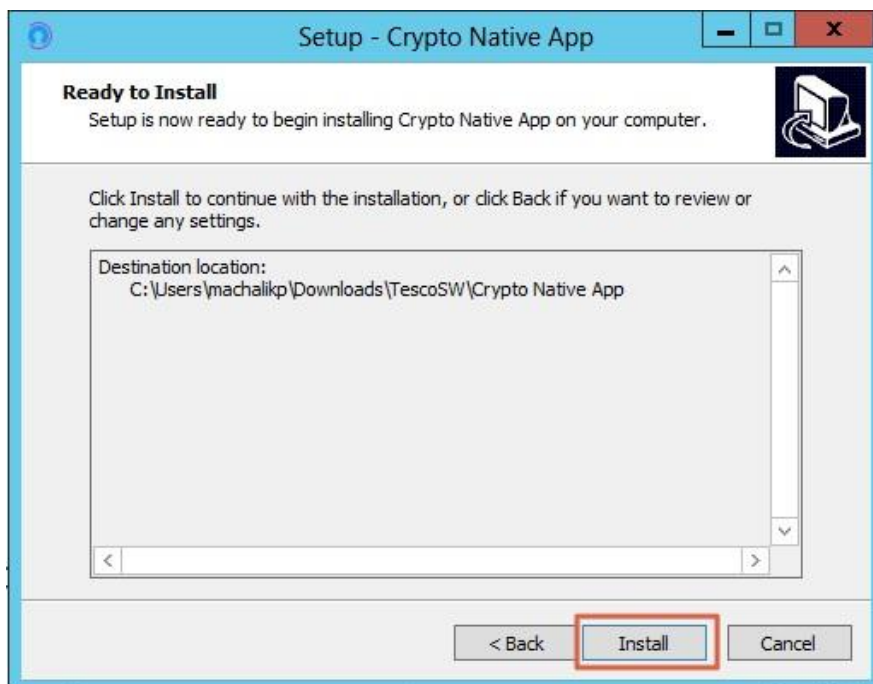 Setup - Crypto Native App
Ready to Install
Setup is now ready to begin installing Crypto Native App on your computer.
Click Install to continue with the installation, or click Back if you want to review or
change any settings.
Destination location:
C:\Users\machalikp\Downloads\TescoSW\Crypto Native App
< Back
Install
Cancel